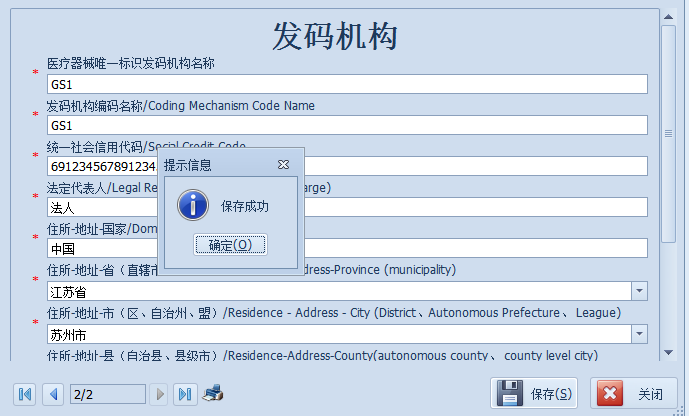 发码机构
医疗器械唯一标识发码机构名称
* GS1
发码机构编码名称/Coding Mechanism Code Name
* GS1
统一社会信用代码/Social Credit Code
* 691234567891234
法定代表人/Legal Re
arge)
* 法人
住所-地址-国家/Dom
* 中国
住所-地址-省（直辖市
ddress-Province (municipality)
* 江苏省
住所-地址-市（区、自治州、盟）/Residence - Address - City (District、Autonomous Prefecture、 League)
* 苏州市
住所-地址-县（自治县、县级市）/Residence-Address-County(autonomous county、 county level city)
提示信息
保存成功
确定(O)
2/2
保存(S)
关闭